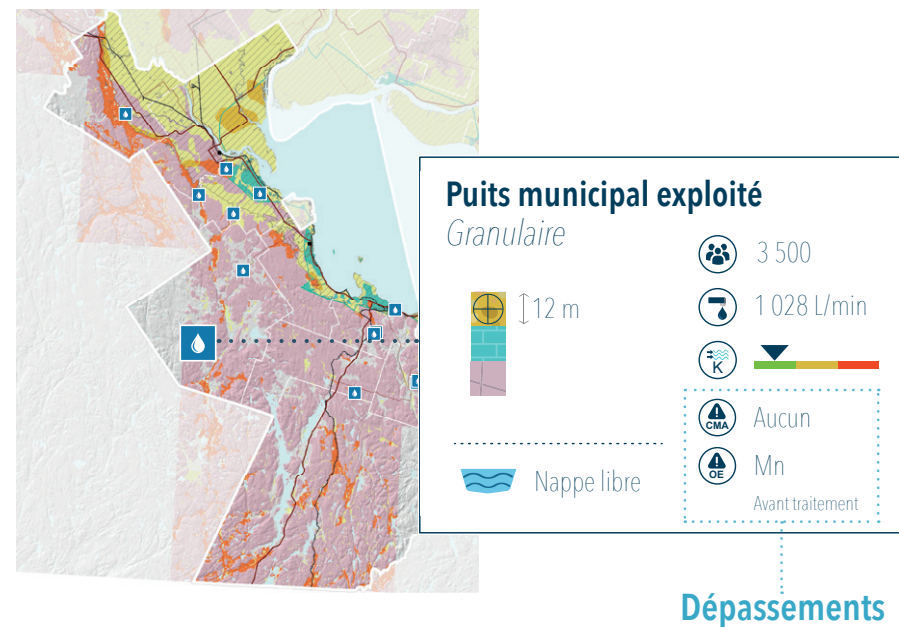 Puits municipal exploité
Granulaire
12 m
3 500
1 028 L/min
K
CMA
Aucun
OE
Mn
Avant traitement
Nappe libre
Dépassements